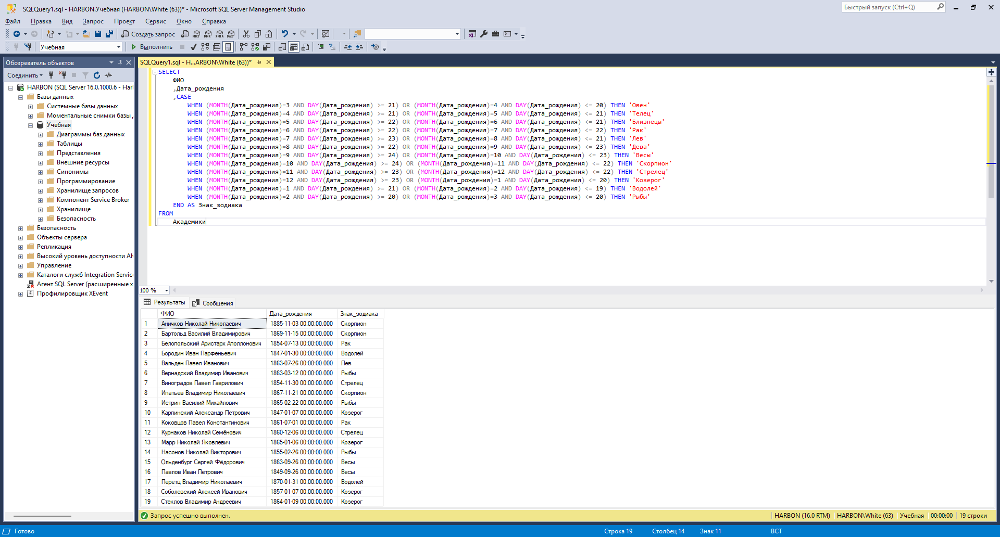 SQLQuery1.sql - HARBON.Учебная (HARBON\White (63))* - Microsoft SQL Server Management Studio
Быстрый запуск (Ctrl+Q)
Файл Правка Вид Запрос Проект Сервис Окно Справка
Создать запрос
MDX DMX XMLA DAX
Учебная
Выполнить
Обозреватель объектов
Соединить
HARBON (SQL Server 16.0.1000.6 - Harl
Базы данных
Системные базы данных
Моментальные снимки базы
Учебная
Диаграммы баз данных
Таблицы
Представления
Внешние ресурсы
Синонимы
Программирование
Хранилище запросов
Компонент Service Broker
Хранилище
Безопасность
Безопасность
Объекты сервера
Репликация
Высокий уровень доступности
Управление
Каталоги служб Integration Service
Агент SQL Server (расширенные
Профилировщик XEvent
SQLQuery1.sql - H...ARBON\White (63))*
SELECT
ФИО
,Дата_рождения
,CASE
WHEN (MONTH(Дата_рождения)=3 AND DAY(Дата_рождения) >= 21) OR (MONTH(Дата_рождения)=4 AND DAY(Дата_рождения) <= 20) THEN 'Овен'
WHEN (MONTH(Дата_рождения)=4 AND DAY(Дата_рождения) >= 21) OR (MONTH(Дата_рождения)=5 AND DAY(Дата_рождения) <= 21) THEN 'Телец'
WHEN (MONTH(Дата_рождения)=5 AND DAY(Дата_рождения) >= 22) OR (MONTH(Дата_рождения)=6 AND DAY(Дата_рождения) <= 21) THEN 'Близнецы'
WHEN (MONTH(Дата_рождения)=6 AND DAY(Дата_рождения) >= 22) OR (MONTH(Дата_рождения)=7 AND DAY(Дата_рождения) <= 22) THEN 'Рак'
WHEN (MONTH(Дата_рождения)=7 AND DAY(Дата_рождения) >= 23) OR (MONTH(Дата_рождения)=8 AND DAY(Дата_рождения) <= 21) THEN 'Лев'
WHEN (MONTH(Дата_рождения)=8 AND DAY(Дата_рождения) >= 22) OR (MONTH(Дата_рождения)=9 AND DAY(Дата_рождения) <= 23) THEN 'Дева'
WHEN (MONTH(Дата_рождения)=9 AND DAY(Дата_рождения) >= 24) OR (MONTH(Дата_рождения)=10 AND DAY(Дата_рождения) <= 23) THEN 'Весы'
WHEN (MONTH(Дата_рождения)=10 AND DAY(Дата_рождения) >= 24) OR (MONTH(Дата_рождения)=11 AND DAY(Дата_рождения) <= 22) THEN 'Скорпион'
WHEN (MONTH(Дата_рождения)=11 AND DAY(Дата_рождения) >= 23) OR (MONTH(Дата_рождения)=12 AND DAY(Дата_рождения) <= 22) THEN 'Стрелец'
WHEN (MONTH(Дата_рождения)=12 AND DAY(Дата_рождения) >= 23) OR (MONTH(Дата_рождения)=1 AND DAY(Дата_рождения) <= 20) THEN 'Козерог'
WHEN (MONTH(Дата_рождения)=1 AND DAY(Дата_рождения) >= 21) OR (MONTH(Дата_рождения)=2 AND DAY(Дата_рождения) <= 19) THEN 'Водолей'
WHEN (MONTH(Дата_рождения)=2 AND DAY(Дата_рождения) >= 20) OR (MONTH(Дата_рождения)=3 AND DAY(Дата_рождения) <= 20) THEN 'Рыбы'
END AS Знак_зодиака
FROM
Академики
100 %
Результаты Сообщения
ФИО Дата_рождения Знак_зодиака
1 Аничков Николай Николаевич 1885-11-03 00:00:00.000 Скорпион
2 Бартольд Василий Владимирович 1869-11-15 00:00:00.000 Скорпион
3 Белопольский Аристарх Аполлонович 1854-07-13 00:00:00.000 Рак
4 Бородин Иван Парфеньевич 1847-01-30 00:00:00.000 Водолей
5 Вальден Павел Иванович 1863-07-26 00:00:00.000 Лев
6 Вернадский Владимир Иванович 1863-03-12 00:00:00.000 Рыбы
7 Виноградов Павел Гаврилович 1854-11-30 00:00:00.000 Стрелец
8 Ипатьев Владимир Николаевич 1867-11-21 00:00:00.000 Скорпион
9 Истрин Василий Михайлович 1865-02-22 00:00:00.000 Рыбы
10 Карпинский Александр Петрович 1847-01-07 00:00:00.000 Козерог
11 Коковцов Павел Константинович 1861-07-01 00:00:00.000 Рак
12 Курнаков Николай Семёнович 1860-12-06 00:00:00.000 Стрелец
13 Марр Николай Яковлевич 1865-01-06 00:00:00.000 Козерог
14 Насонов Николай Викторович 1855-02-26 00:00:00.000 Рыбы
15 Ольденбург Сергей Фёдорович 1863-09-26 00:00:00.000 Весы
16 Павлов Иван Петрович 1849-09-26 00:00:00.000 Весы
17 Перетц Владимир Николаевич 1870-01-31 00:00:00.000 Водолей
18 Соболевский Алексей Иванович 1857-01-07 00:00:00.000 Козерог
19 Стеклов Владимир Андреевич 1864-01-09 00:00:00.000 Козерог
Запрос успешно выполнен. HARBON (16.0 RTM) HARBON\White (63) Учебная 00:00:00 19 строки
Готово Строка 19 Столбец 14 Знак 11 ВСТ